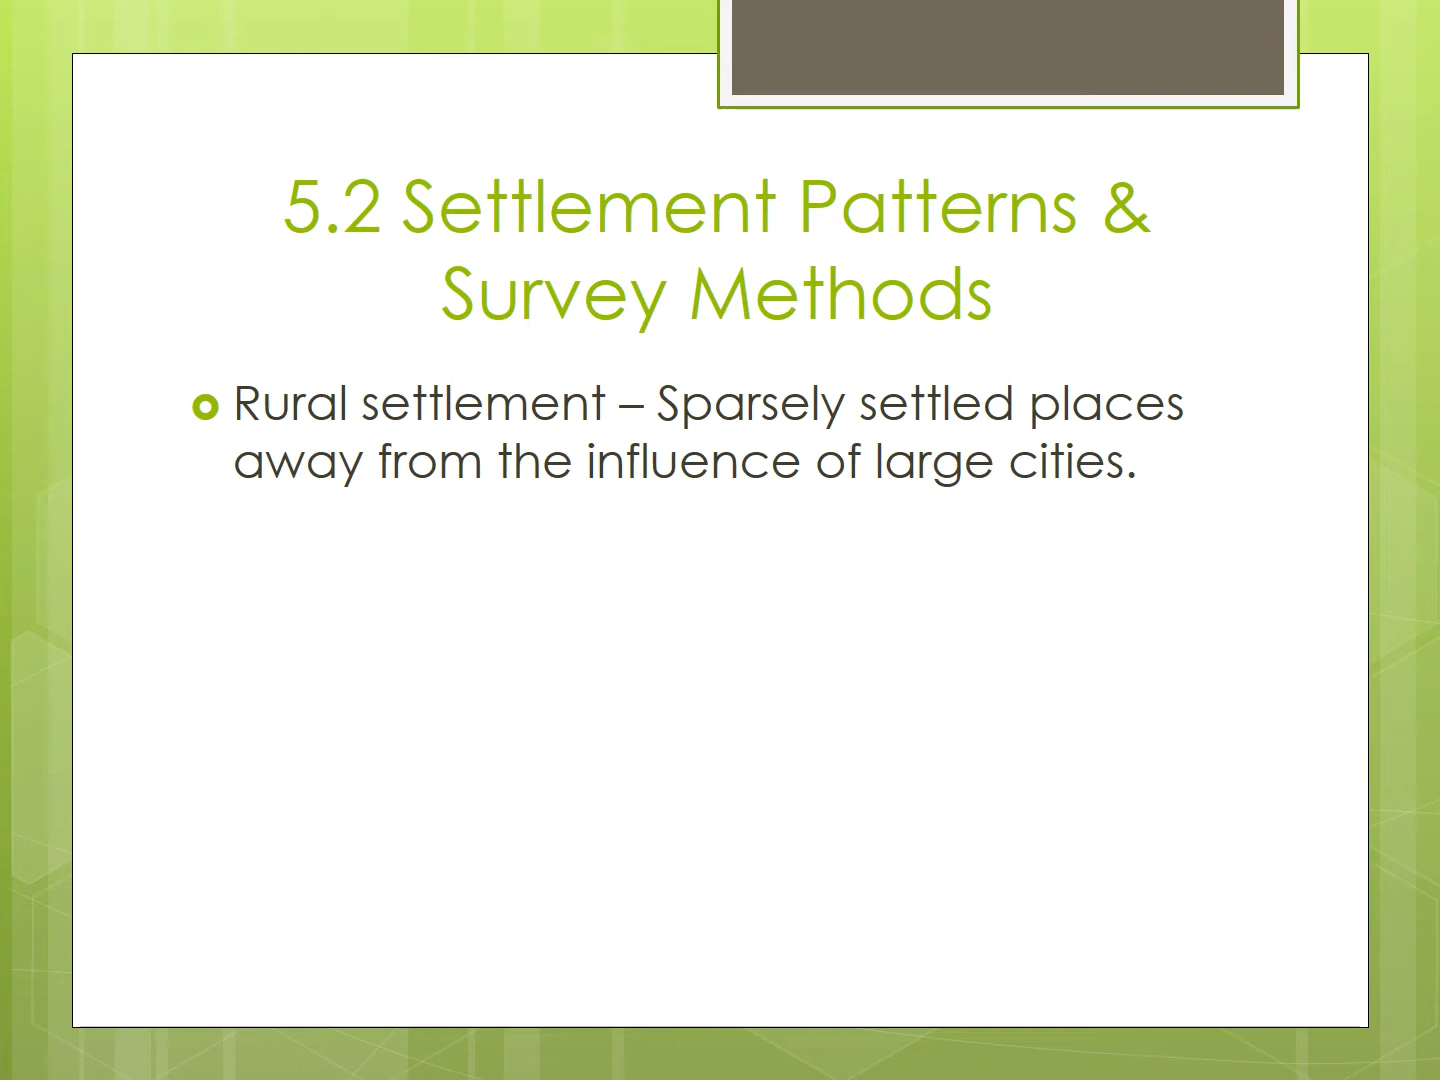 5.2 Settlement Patterns &
Survey Methods
Rural settlement – Sparsely settled places
away from the influence of large cities.